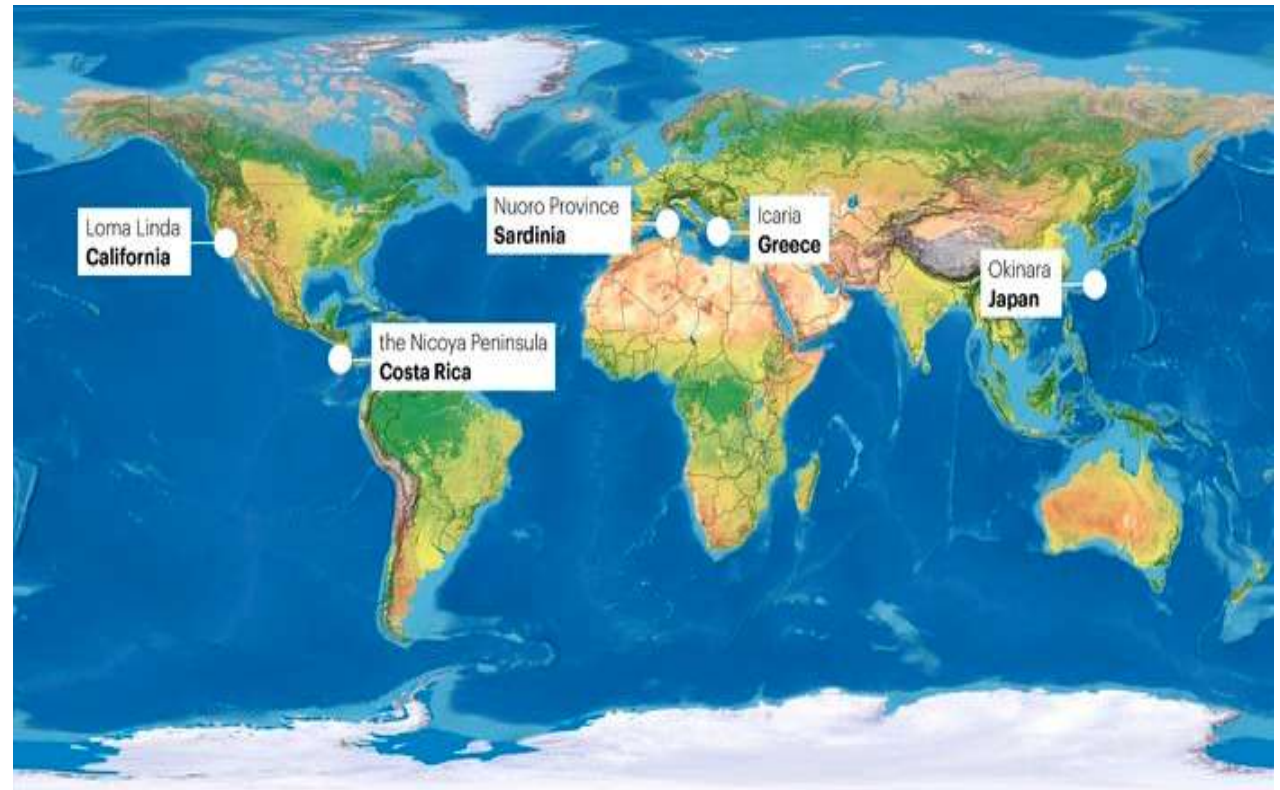 Loma Linda
California
the Nicoya Peninsula
Costa Rica
Nuoro Province
Sardinia
Icaria
Greece
Okinara
Japan